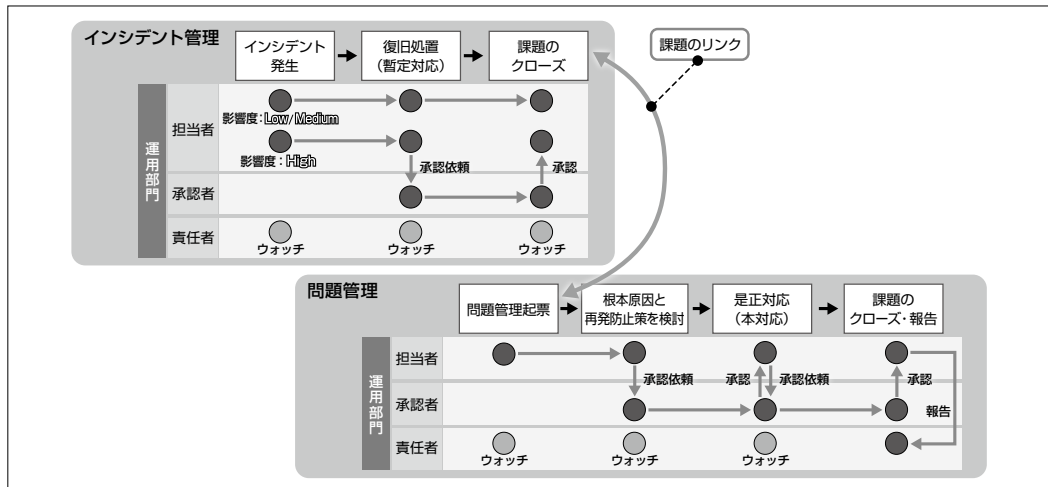 インシデント管理
インシデント
発生
復旧処置
(暫定対応)
課題の
クローズ
課題のリンク
運用部門
担当者
影響度:Low/Medium
影響度:High
承認依頼
承認
承認者
責任者
ウォッチ
ウォッチ
ウォッチ
問題管理
問題管理起票
根本原因と
再発防止策を検討
是正対応
(本対応)
課題の
クローズ・報告
運用部門
担当者
承認依頼
承認
承認依頼
承認
承認者
報告
責任者
ウォッチ
ウォッチ
ウォッチ